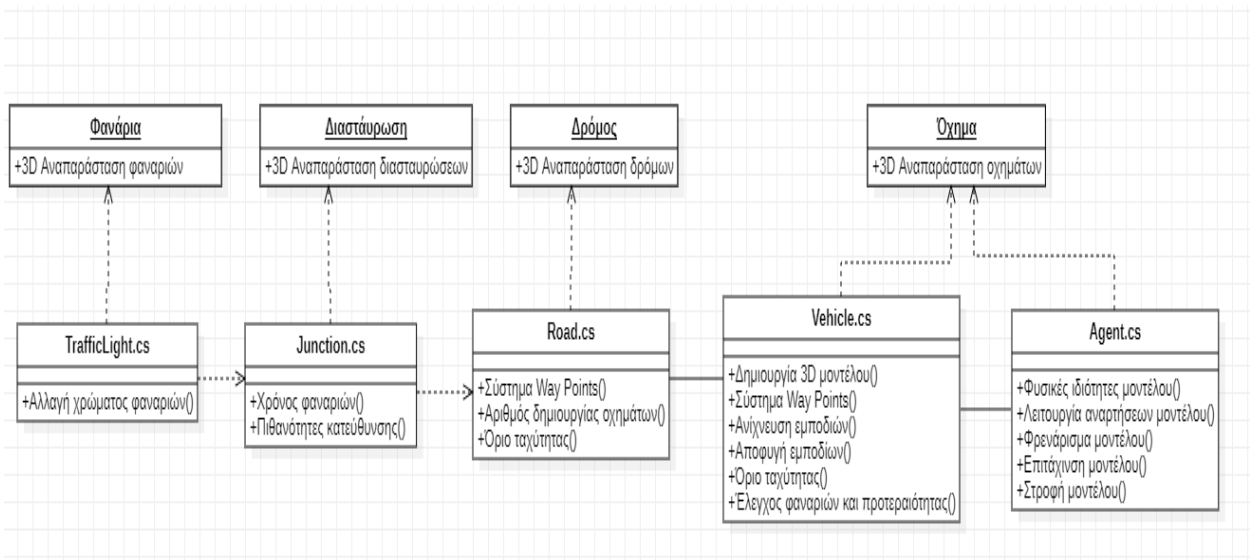 Φανάρια
+3D Αναπαράσταση φαναριών
Διαστάυρωση
+3D Αναπαράσταση διασταυρώσεων
Δρόμος
+3D Αναπαράσταση δρόμων
Όχημα
+3D Αναπαράσταση οχημάτων
TrafficLight.cs
+Αλλαγή χρώματος φαναριών()
Junction.cs
+Χρόνος φαναριών()
+Πιθανότητες κατεύθυνσης()
Road.cs
+Σύστημα Way Points()
+Αριθμός δημιουργίας οχημάτων()
+Όριο ταχύτητας()
Vehicle.cs
+Δημιουργία 3D μοντέλου()
+Σύστημα Way Points()
+Ανίχνευση εμποδιών()
+Αποφυγή εμποδίων()
+Όριο ταχύτητας()
+Έλεγχος φαναριών και προτεραιότητας()
Agent.cs
+Φυσικές ιδιότητες μοντέλου()
+Λειτουργία αναρτήσεων μοντέλου()
+Φρενάρισμα μοντέλου()
+Επιτάχινση μοντέλου()
+Στροφή μοντέλου()